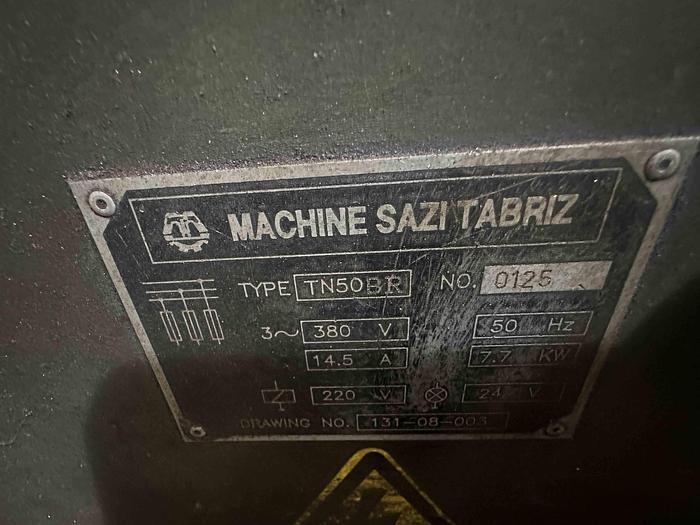 MACHINE SAZI TABRIZ
TYPE TN50BR NO. 0125
3~ 380 V 50 Hz
14.5 A 7.7 KW
220 V 24 V
DRAWING NO. 131-08-003